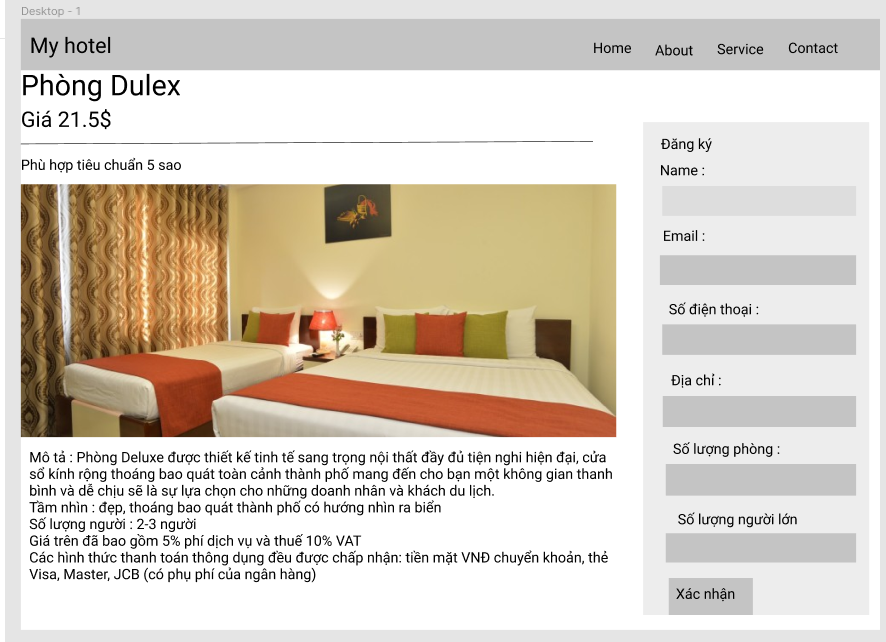 Desktop - 1
My hotel
Home
About
Service
Contact
Phòng Dulex
Giá 21.5$
Phù hợp tiêu chuẩn 5 sao
Mô tả : Phòng Deluxe được thiết kế tinh tế sang trọng nội thất đầy đủ tiện nghi hiện đại, cửa
sổ kính rộng thoáng bao quát toàn cảnh thành phố mang đến cho bạn một không gian thanh
bình và dễ chịu sẽ là sự lựa chọn cho những doanh nhân và khách du lịch.
Tầm nhìn : đẹp, thoáng bao quát thành phố có hướng nhìn ra biển
Số lượng người : 2-3 người
Giá trên đã bao gồm 5% phí dịch vụ và thuế 10% VAT
Các hình thức thanh toán thông dụng đều được chấp nhận: tiền mặt VNĐ chuyển khoản, thẻ
Visa, Master, JCB (có phụ phí của ngân hàng)
Đăng ký
Name :
Email :
Số điện thoại :
Địa chỉ :
Số lượng phòng :
Số lượng người lớn
Xác nhận